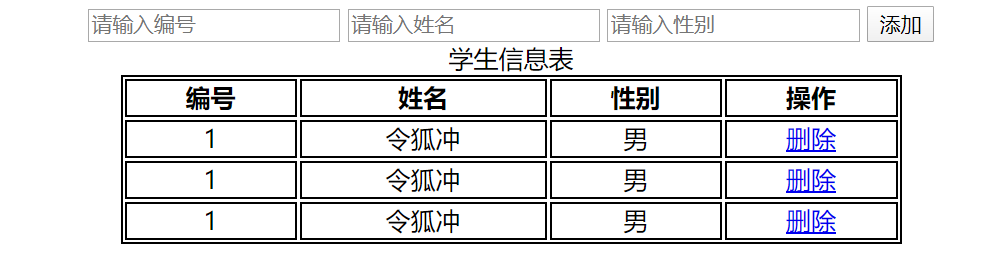 请输入编号 请输入姓名 请输入性别 添加
学生信息表
编号 姓名 性别 操作
1 令狐冲 男 删除
1 令狐冲 男 删除
1 令狐冲 男 删除